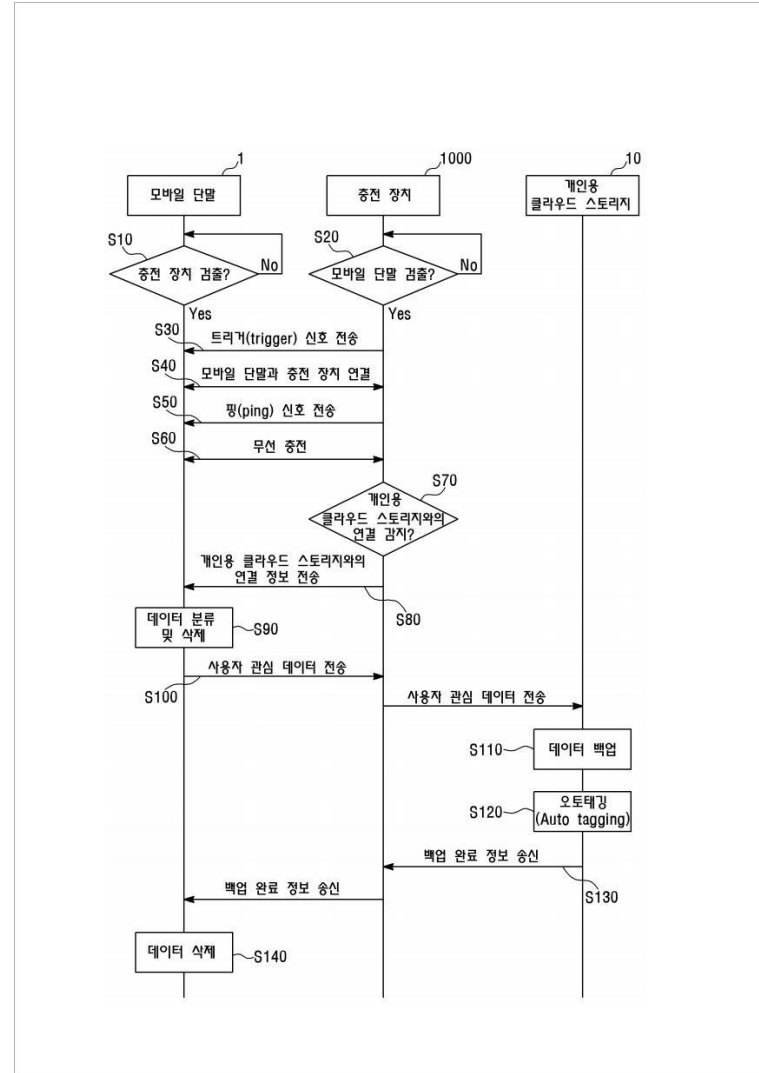 1
1000
10
모바일 단말
충전 장치
개인용
클라우드 스토리지
S10
S20
충전 장치 검출?
No
모바일 단말 검출?
No
Yes
Yes
S30
트리거(trigger) 신호 전송
S40
모바일 단말과 충전 장치 연결
S50
핑(ping) 신호 전송
S60
무선 충전
S70
개인용
클라우드 스토리지와의
연결 감지?
개인용 클라우드 스토리지와의
연결 정보 전송
S80
데이터 분류
및 삭제
S90
사용자 관심 데이터 전송
S100
사용자 관심 데이터 전송
S110
데이터 백업
S120
오토태깅
(Auto tagging)
백업 완료 정보 송신
S130
백업 완료 정보 송신
데이터 삭제
S140